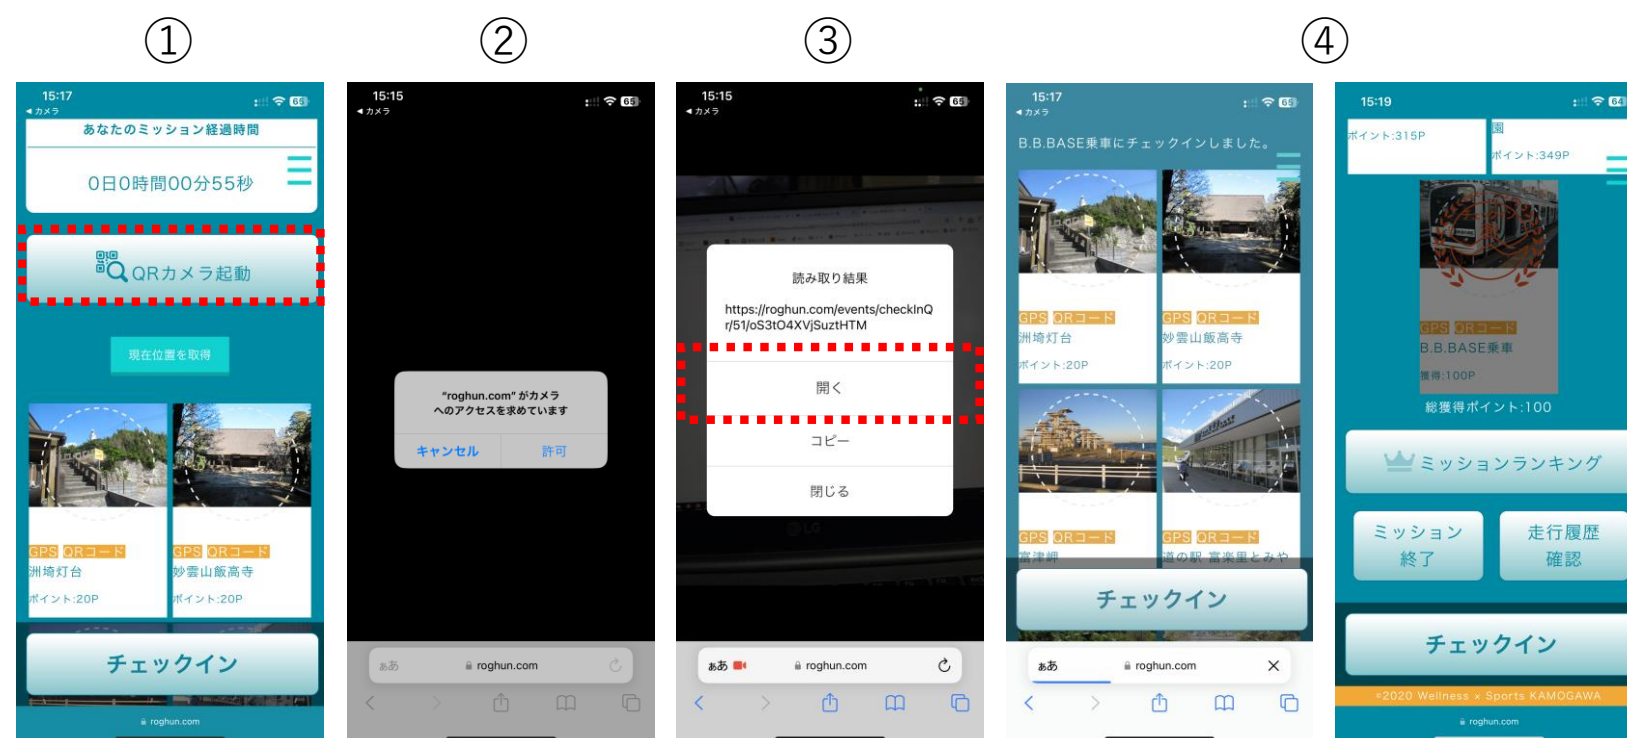 ①
②
③
④
15:17
65
◀ カメラ
あなたのミッション経過時間
0日0時間00分55秒
QRカメラ起動
現在位置を取得
GPS QRコード
洲埼灯台
ポイント:20P
GPS QRコード
妙雲山飯高寺
ポイント:20P
チェックイン
roghun.com
15:15
65
◀ カメラ
"roghun.com" がカメラ
へのアクセスを求めています
キャンセル
許可
ぁあ
roghun.com
15:15
65
◀ カメラ
読み取り結果
https://roghun.com/events/checkInQ
r/51/oS3tO4XVjSuztHTM
開く
コピー
閉じる
LG
ぁあ
roghun.com
15:17
65
◀ カメラ
B.B.BASE乗車にチェックインしました。
GPS QRコード
洲埼灯台
ポイント:20P
GPS QRコード
妙雲山飯高寺
ポイント:20P
GPS QRコード
富津岬
GPS QRコード
道の駅 富楽里とみや
チェックイン
ぁあ
roghun.com
15:19
64
ポイント:315P
園
ポイント:349P
GPS QRコード
B.B.BASE乗車
獲得:100P
総獲得ポイント:100
ミッションランキング
ミッション
終了
走行履歴
確認
チェックイン
©2020 Wellness × Sports KAMOGAWA
roghun.com